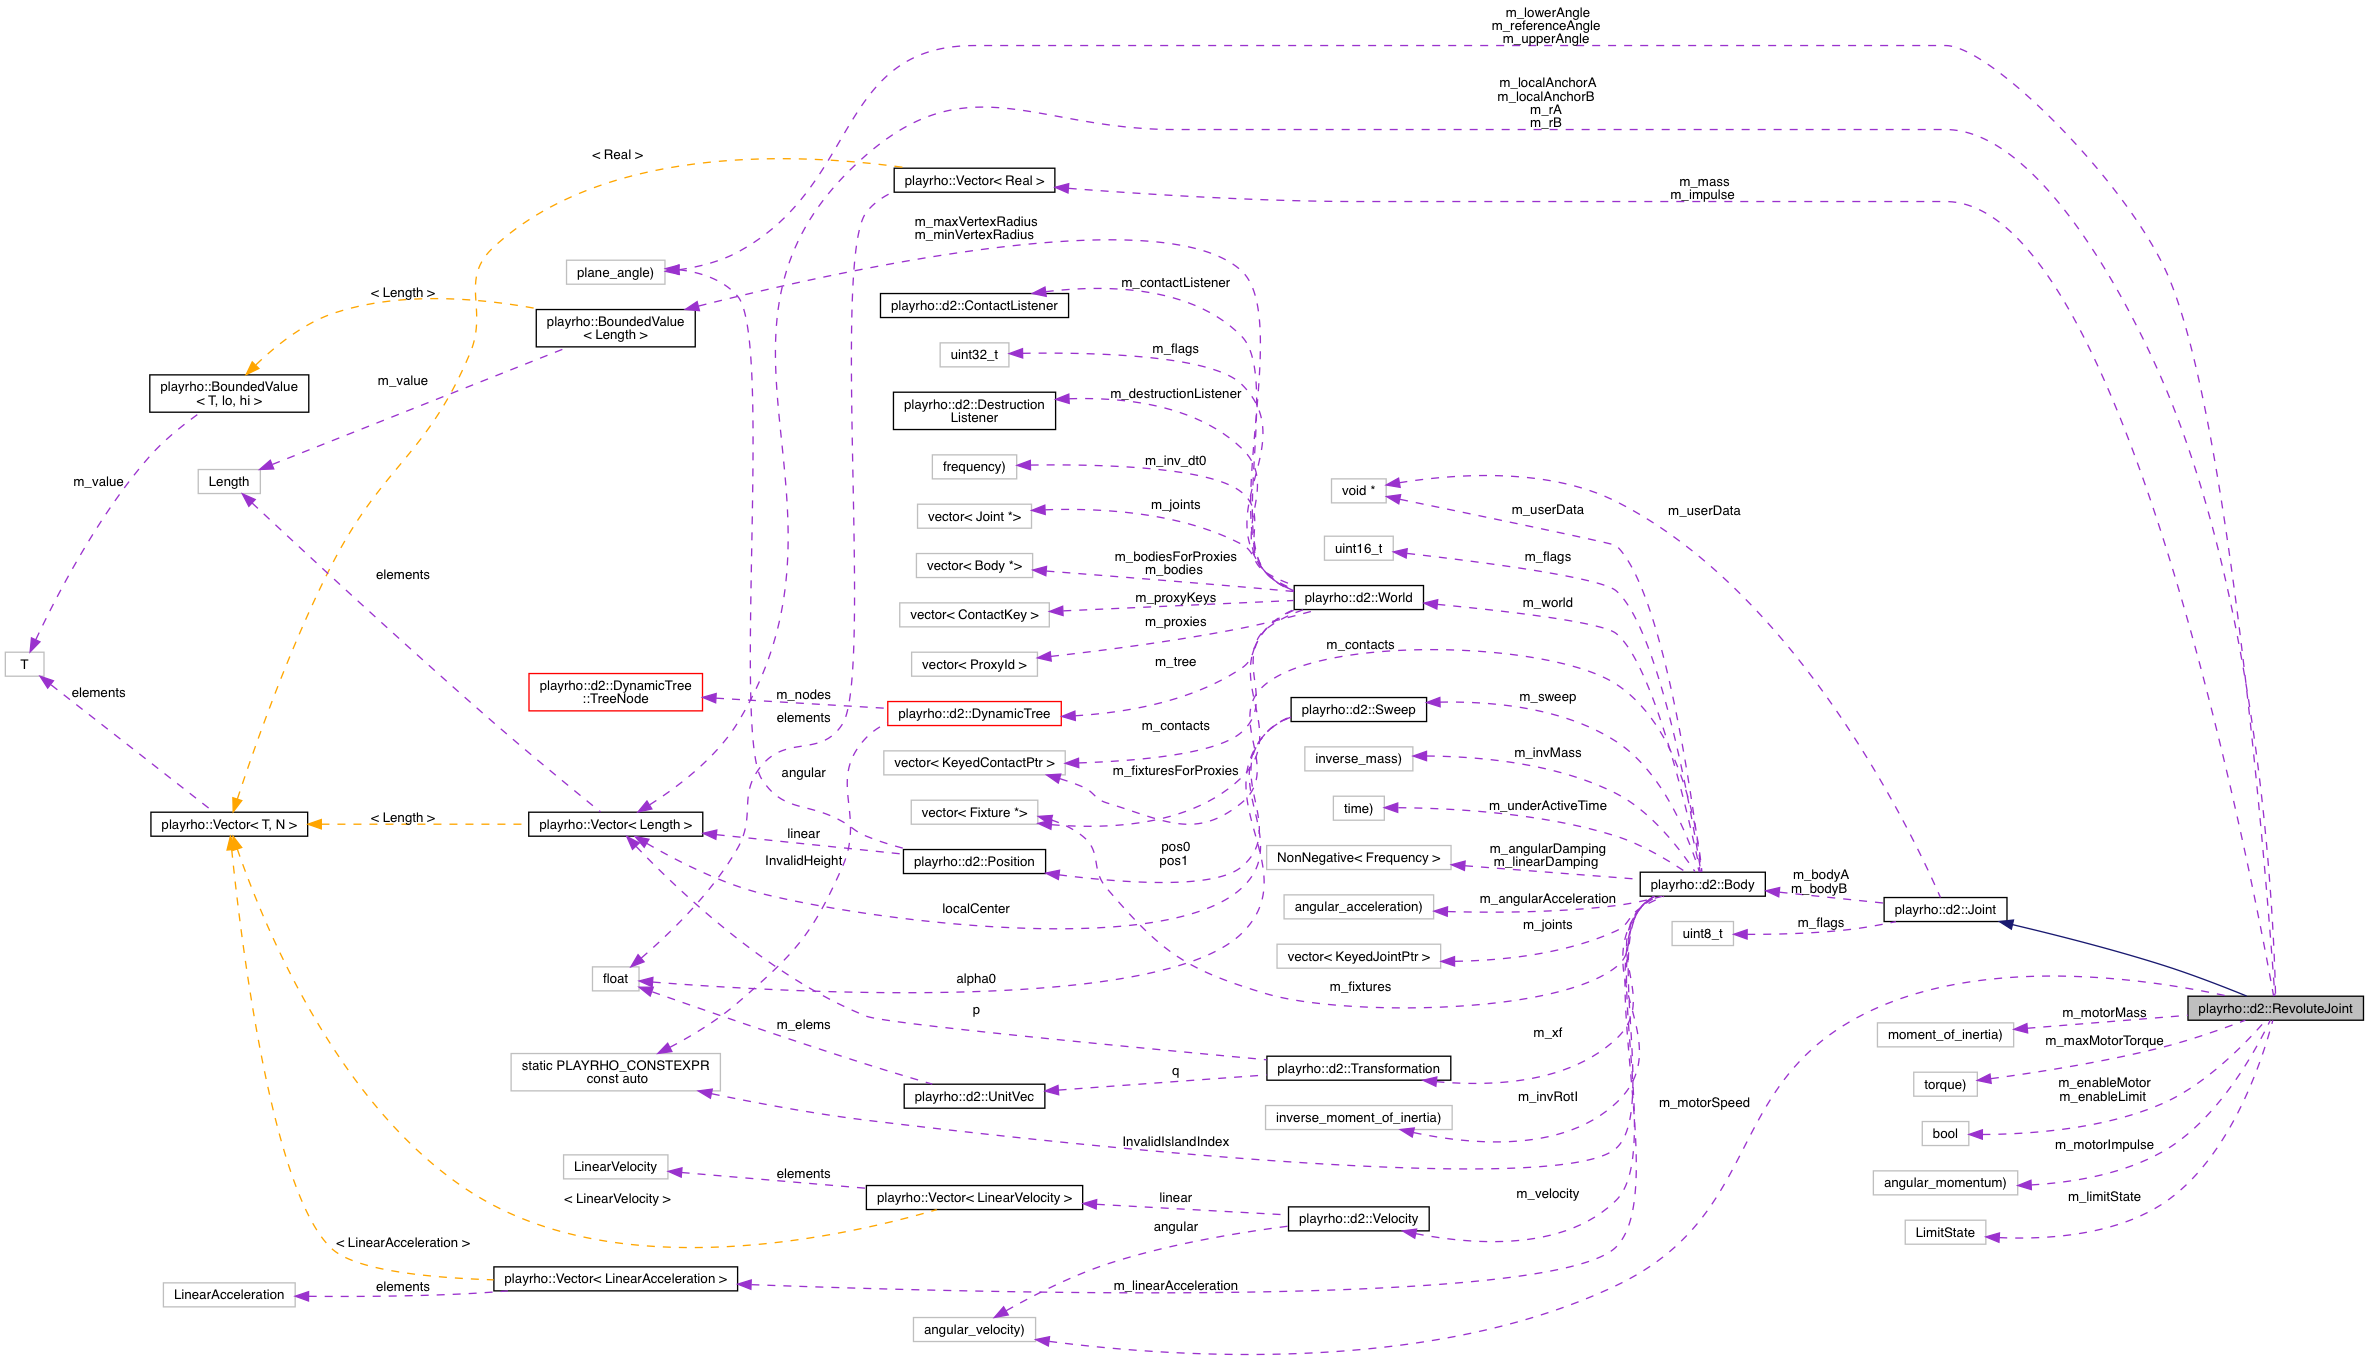 m_lowerAngle
m_referenceAngle
m_upperAngle
m_localAnchorA
m_localAnchorB
m_rA
m_rB
< Real >
playrho::Vector< Real >
m_mass
m_impulse
m_maxVertexRadius
m_minVertexRadius
plane_angle)
m_contactListener
< Length >
playrho::d2::ContactListener
playrho::BoundedValue
< Length >
m_flags
uint32_t
m_value
playrho::BoundedValue
< T, lo, hi >
m_destructionListener
playrho::d2::Destruction
Listener
m_inv_dt0
frequency)
m_value
Length
void *
m_joints
vector< Joint *>
m_userData
m_userData
uint16_t
m_flags
m_bodiesForProxies
m_bodies
vector< Body *>
elements
playrho::d2::World
m_proxyKeys
m_world
vector< ContactKey >
m_proxies
m_contacts
T
vector< ProxyId >
m_tree
playrho::d2::DynamicTree
::TreeNode
elements
m_nodes
m_sweep
playrho::d2::Sweep
playrho::d2::DynamicTree
elements
m_contacts
m_invMass
inverse_mass)
vector< KeyedContactPtr >
angular
m_fixturesForProxies
m_underActiveTime
time)
vector< Fixture *>
playrho::Vector< T, N >
< Length >
playrho::Vector< Length >
linear
pos0
pos1
m_angularDamping
m_linearDamping
NonNegative< Frequency >
InvalidHeight
playrho::d2::Position
m_bodyA
m_bodyB
playrho::d2::Body
m_angularAcceleration
angular_acceleration)
localCenter
playrho::d2::Joint
m_joints
m_flags
uint8_t
vector< KeyedJointPtr >
float
alpha0
m_fixtures
p
playrho::d2::RevoluteJoint
m_motorMass
moment_of_inertia)
m_elems
m_xf
m_maxMotorTorque
static PLAYRHO_CONSTEXPR
const auto
q
playrho::d2::Transformation
torque)
m_enableMotor
m_enableLimit
playrho::d2::UnitVec
m_invRotI
m_motorSpeed
inverse_moment_of_inertia)
bool
InvalidIslandIndex
m_motorImpulse
LinearVelocity
elements
angular_momentum)
< LinearVelocity >
playrho::Vector< LinearVelocity >
linear
m_velocity
m_limitState
angular
playrho::d2::Velocity
LimitState
< LinearAcceleration >
playrho::Vector< LinearAcceleration >
elements
m_linearAcceleration
LinearAcceleration
angular_velocity)